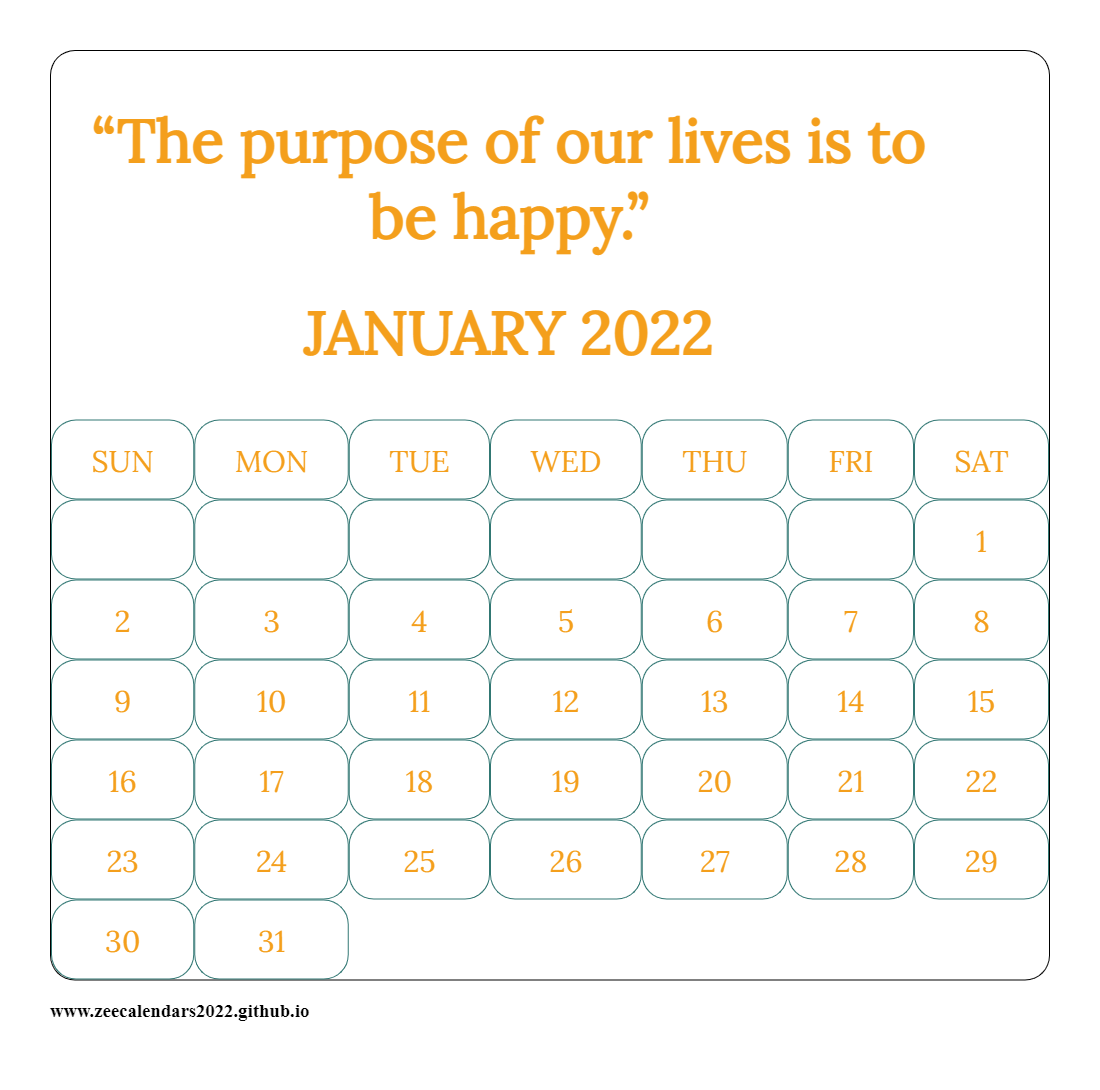 “The purpose of our lives is to
be happy.”
JANUARY 2022
SUN MON TUE WED THU FRI SAT
1
2 3 4 5 6 7 8
9 10 11 12 13 14 15
16 17 18 19 20 21 22
23 24 25 26 27 28 29
30 31
www.zeecalendars2022.github.io